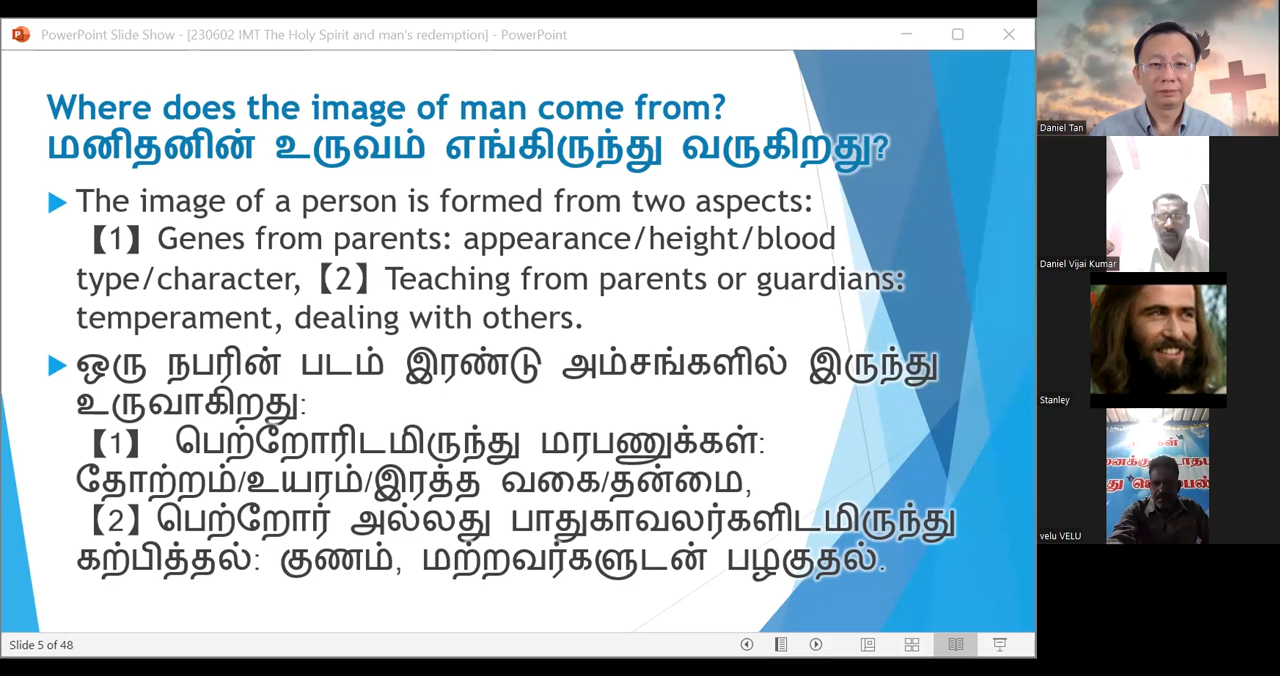 PowerPoint Slide Show - [230602 IMT The Holy Spirit and man's redemption] - PowerPoint
Where does the image of man come from?
மனிதனின் உருவம் எங்கிருந்து வருகிறது?
The image of a person is formed from two aspects:
【1】Genes from parents: appearance/height/blood
type/character,【2】Teaching from parents or guardians:
temperament, dealing with others.
ஒரு நபரின் படம் இரண்டு அம்சங்களில் இருந்து
உருவாகிறது:
【1】 பெற்றோரிடமிருந்து மரபணுக்கள்:
தோற்றம்/உயரம்/இரத்த வகை/தன்மை,
【2】பெற்றோர் அல்லது பாதுகாவலர்களிடமிருந்து
கற்பித்தல்: குணம், மற்றவர்களுடன் பழகுதல்.
Slide 5 of 48
Daniel Tan
Daniel Vijai Kumar
Stanley
velu VELU